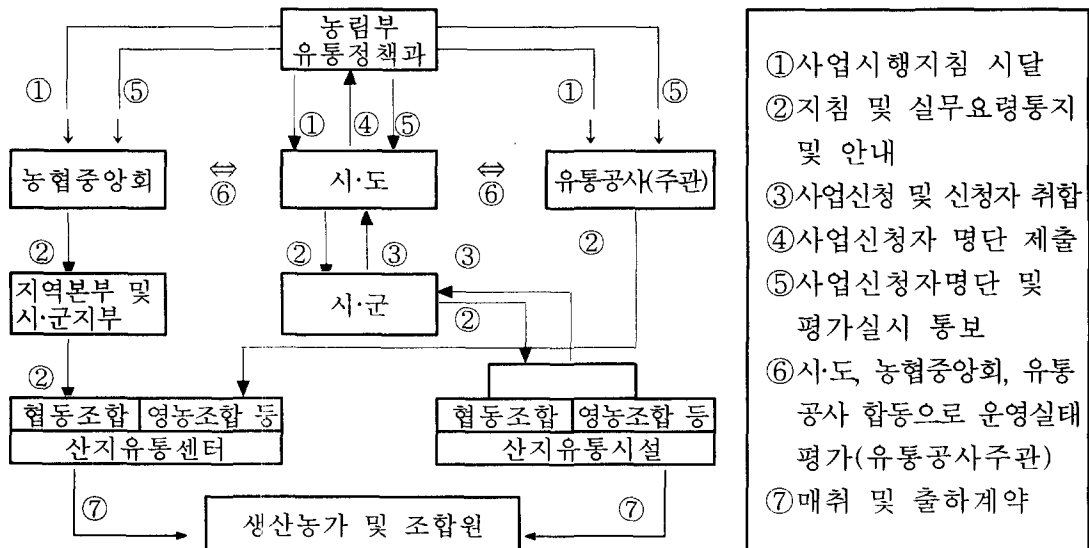 농림부
유통정책과
① ⑤ ① ④ ⑤ ① ⑤
농협중앙회 ⇔ ⑥ 시·도 ⇔ ⑥ 유통공사(주관)
② ② ③ ③ ②
지역본부 및
시·군지부
시·군
②
②
협동조합 영농조합 등
산지유통센터
협동조합 영농조합 등
산지유통시설
⑦ ⑦
생산농가 및 조합원
①사업시행지침 시달
②지침 및 실무요령통지
및 안내
③사업신청 및 신청자 취합
④사업신청자 명단 제출
⑤사업신청자명단 및
평가실시 통보
⑥시·도, 농협중앙회, 유통
공사 합동으로 운영실태
평가(유통공사주관)
⑦매취 및 출하계약